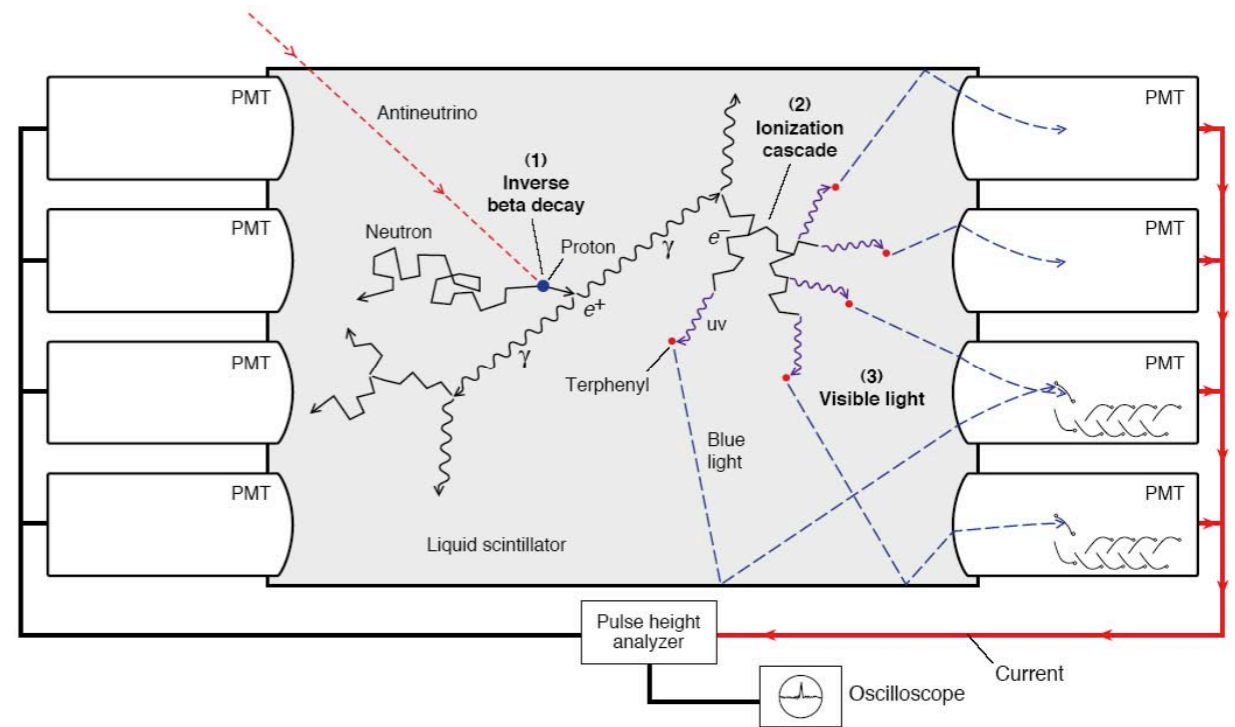 PMT
PMT
Antineutrino
(1)
Inverse
beta decay
(2)
Ionization
cascade
PMT
PMT
Neutron
Proton
e⁻
γ
e⁺
γ
uv
Terphenyl
(3)
Visible light
PMT
PMT
Blue
light
PMT
PMT
Liquid scintillator
Pulse height
analyzer
Current
Oscilloscope